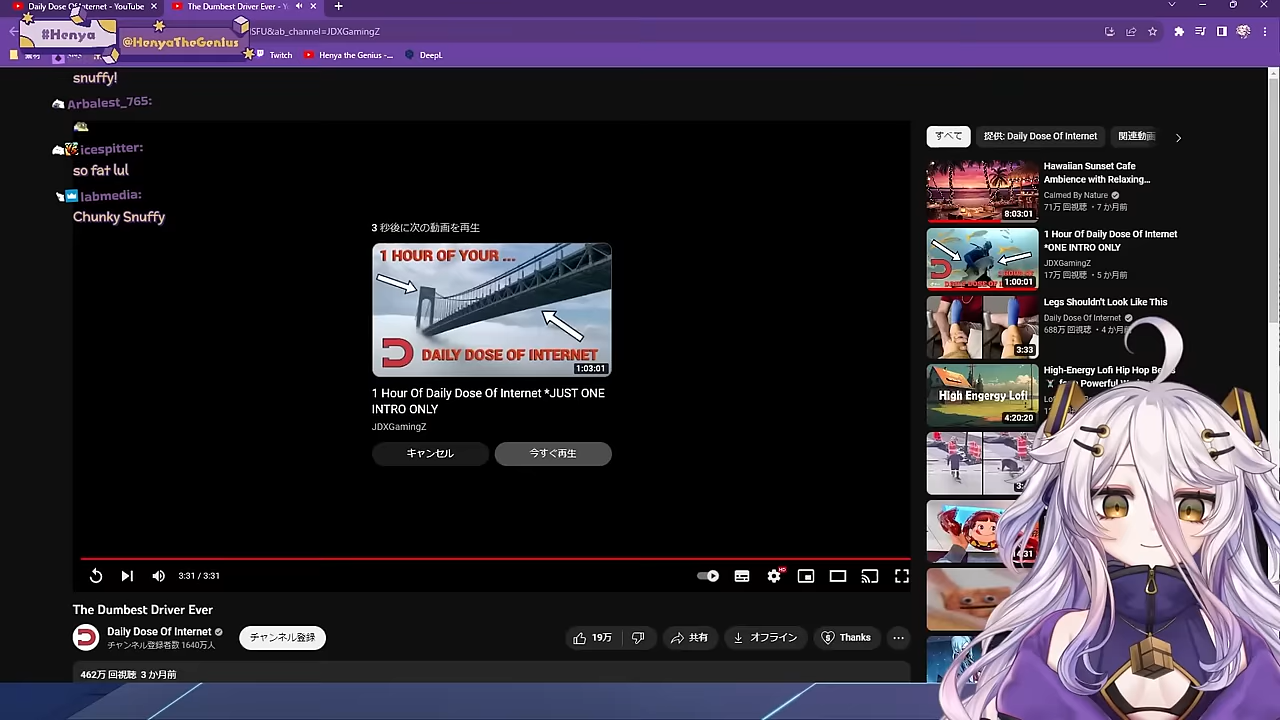 Daily Dose Of Internet - YouTube
The Dumbest Driver Ever - Y
#Henya
@HenyaTheGenius
SFU&ab_channel=JDXGamingZ
Twitch
Henya the Genius -...
DeepL
snuffy!
Arbalest_765:
icespitter:
so fat lul
labmedia:
Chunky Snuffy
3 秒後に次の動画を再生
1 HOUR OF YOUR ...
DAILY DOSE OF INTERNET
1:03:01
1 Hour Of Daily Dose Of Internet *JUST ONE
INTRO ONLY
JDXGamingZ
キャンセル
今すぐ再生
3:31 / 3:31
HD
The Dumbest Driver Ever
Daily Dose Of Internet
チャンネル登録者数 1640万人
チャンネル登録
19万
共有
オフライン
Thanks
462万 回視聴 3 か月前
すべて
提供: Daily Dose Of Internet
関連動画
Hawaiian Sunset Cafe
Ambience with Relaxing...
Calmed By Nature
71万 回視聴 • 7 か月前
8:03:01
1 Hour Of Daily Dose Of Internet
*ONE INTRO ONLY
JDXGamingZ
17万 回視聴 • 5 か月前
1:00:01
Legs Shouldn't Look Like This
Daily Dose Of Internet
688万 回視聴 • 4 か月前
3:33
High-Energy Lofi Hip Hop
High Engergy Lofi
4:20:20